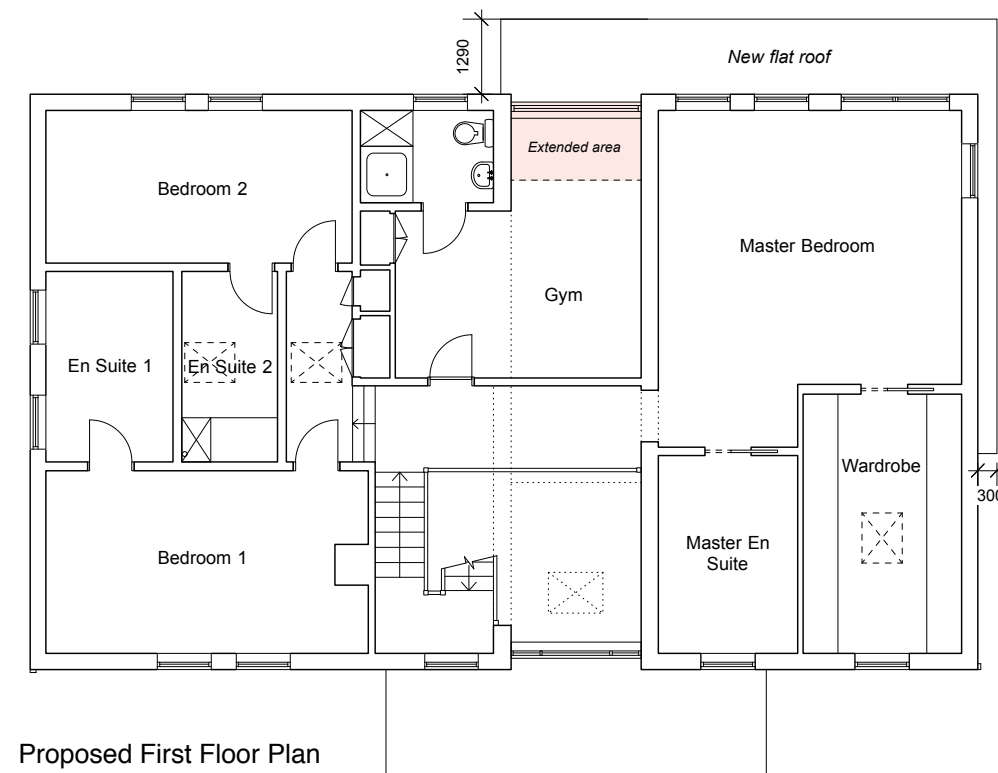 New flat roof
1290
Extended area
Bedroom 2
Master Bedroom
Gym
En Suite 1
En Suite 2
Wardrobe
300
Bedroom 1
Master En
Suite
Proposed First Floor Plan